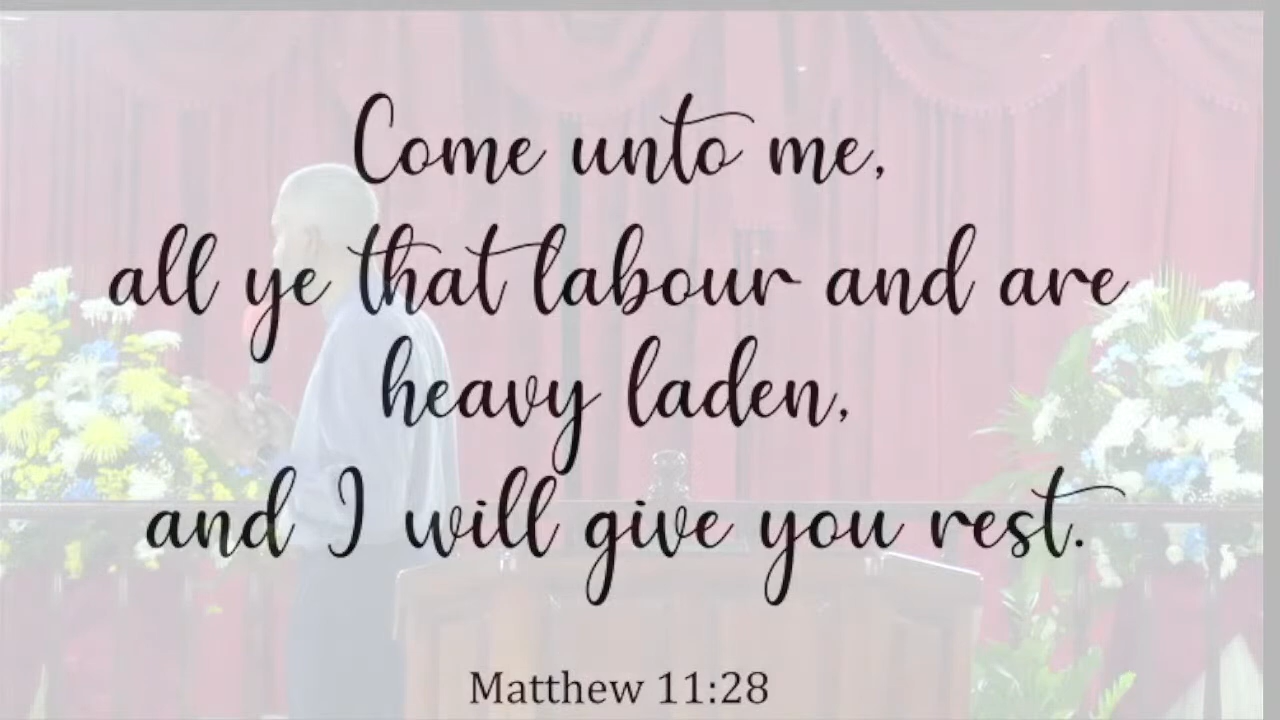 Come unto me,
all ye that labour and are
heavy laden,
and I will give you rest.
Matthew 11:28